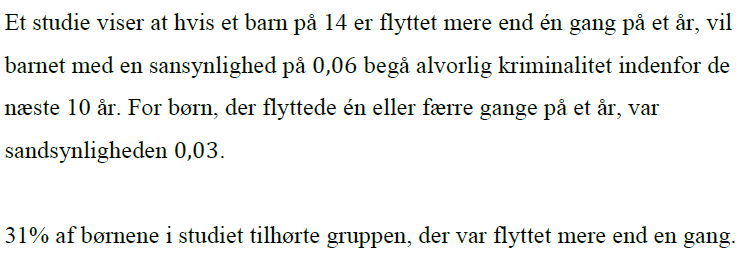 Et studie viser at hvis et barn på 14 er flyttet mere end én gang på et år, vil
barnet med en sansynlighed på 0,06 begå alvorlig kriminalitet indenfor de
næste 10 år. For børn, der flyttede én eller færre gange på et år, var
sandsynligheden 0,03.
31% af børnene i studiet tilhørte gruppen, der var flyttet mere end en gang.